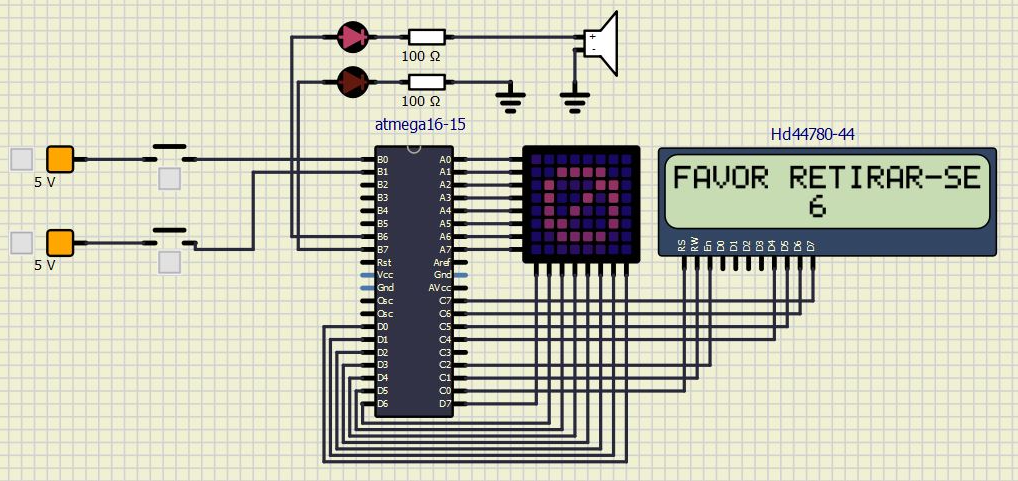 100 Ω
+
-
100 Ω
atmega16-15
Hd44780-44
5 V
5 V
B0 A0
B1 A1
B2 A2
B3 A3
B4 A4
B5 A5
B6 A6
B7 A7
Rst Aref
Vcc Gnd
Gnd AVcc
Osc C7
Osc C6
D0 C5
D1 C4
D2 C3
D3 C2
D4 C1
D5 C0
D6 D7
FAVOR RETIRAR-SE
6
RS RW En D0 D1 D2 D3 D4 D5 D6 D7